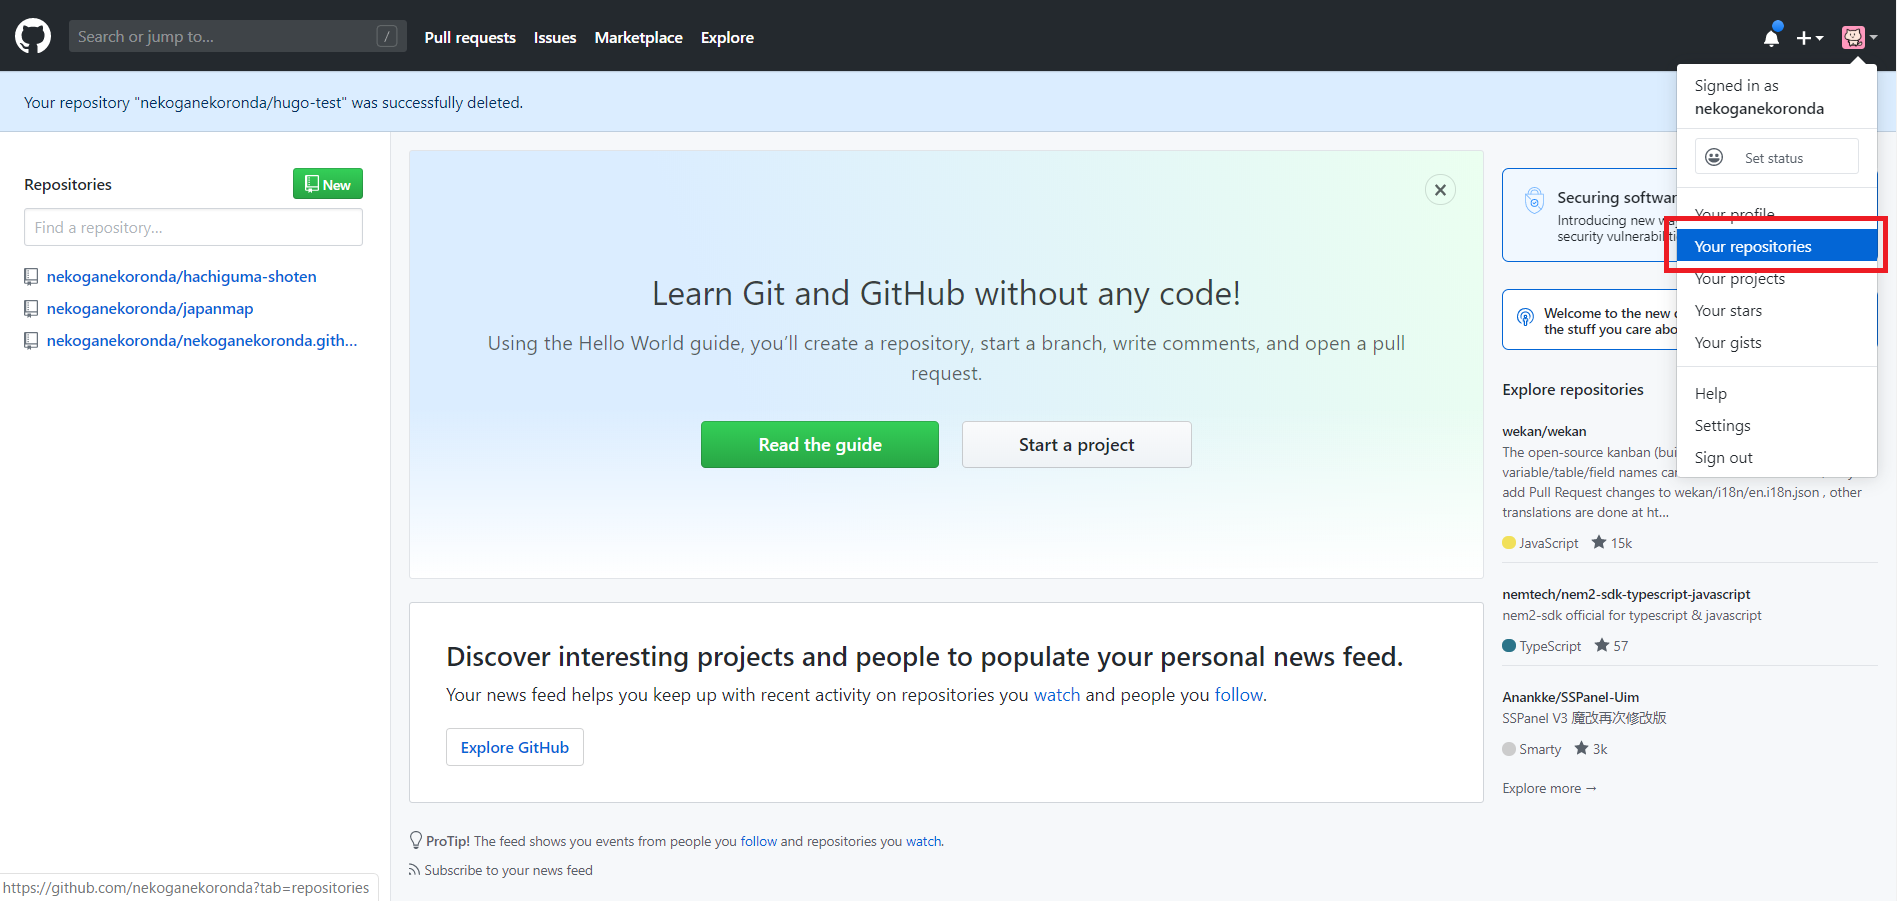 Search or jump to...
/
Pull requests
Issues
Marketplace
Explore
Your repository "nekoganekoronda/hugo-test" was successfully deleted.
Signed in as
nekoganekoronda
Set status
Your profile
Your repositories
Your projects
Your stars
Your gists
Help
Settings
Sign out
Repositories
New
Find a repository...
nekoganekoronda/hachiguma-shoten
nekoganekoronda/japanmap
nekoganekoronda/nekoganekoronda.gith...
Learn Git and GitHub without any code!
Using the Hello World guide, you’ll create a repository, start a branch, write comments, and open a pull
request.
Read the guide
Start a project
Discover interesting projects and people to populate your personal news feed.
Your news feed helps you keep up with recent activity on repositories you watch and people you follow.
Explore GitHub
ProTip! The feed shows you events from people you follow and repositories you watch.
Subscribe to your news feed
Securing softwar
Introducing new
security vulnerabili
Welcome to the new
the stuff you care abo
Explore repositories
wekan/wekan
The open-source kanban (bui
variable/table/field names ca
add Pull Request changes to wekan/i18n/en.i18n.json , other
translations are done at ht...
JavaScript 15k
nemtech/nem2-sdk-typescript-javascript
nem2-sdk official for typescript & javascript
TypeScript 57
Anankke/SSPanel-Uim
SSPanel V3 魔改再次修改版
Smarty 3k
Explore more →
https://github.com/nekoganekoronda?tab=repositories